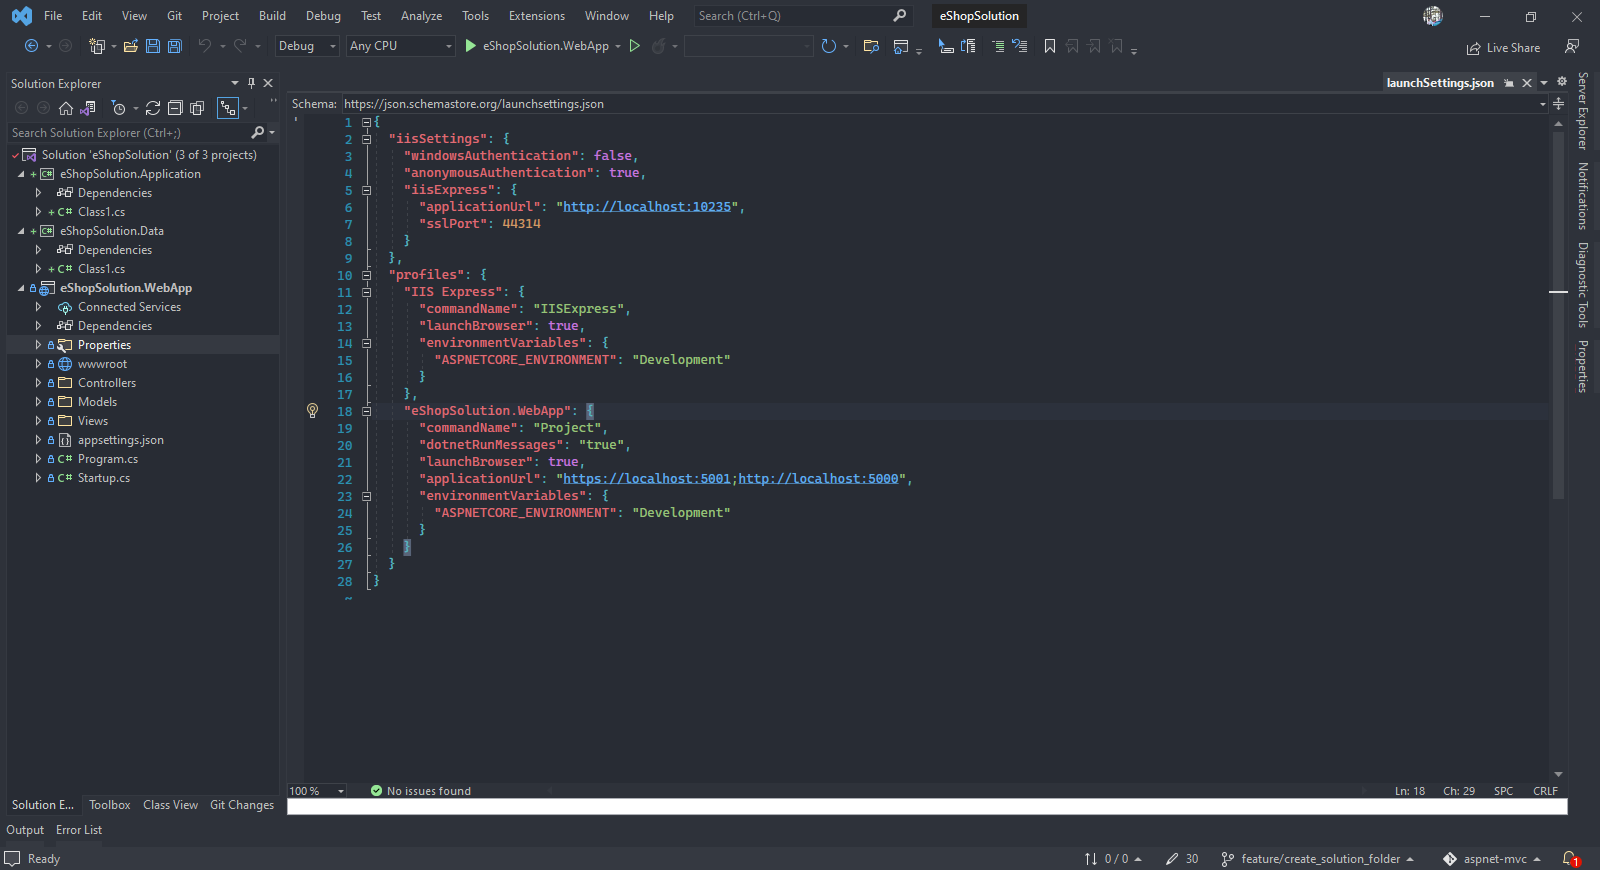 File Edit View Git Project Build Debug Test Analyze Tools Extensions Window Help Search (Ctrl+Q) eShopSolution
Debug Any CPU eShopSolution.WebApp Live Share
Solution Explorer
Search Solution Explorer (Ctrl+;)
Solution 'eShopSolution' (3 of 3 projects)
eShopSolution.Application
Dependencies
C# Class1.cs
eShopSolution.Data
Dependencies
C# Class1.cs
eShopSolution.WebApp
Connected Services
Dependencies
Properties
wwwroot
Controllers
Models
Views
appsettings.json
C# Program.cs
C# Startup.cs
Solution E... Toolbox Class View Git Changes
launchSettings.json
Schema: https://json.schemastore.org/launchsettings.json
1 {
2 "iisSettings": {
3 "windowsAuthentication": false,
4 "anonymousAuthentication": true,
5 "iisExpress": {
6 "applicationUrl": "http://localhost:10235",
7 "sslPort": 44314
8 }
9 },
10 "profiles": {
11 "IIS Express": {
12 "commandName": "IISExpress",
13 "launchBrowser": true,
14 "environmentVariables": {
15 "ASPNETCORE_ENVIRONMENT": "Development"
16 }
17 },
18 "eShopSolution.WebApp": {
19 "commandName": "Project",
20 "dotnetRunMessages": "true",
21 "launchBrowser": true,
22 "applicationUrl": "https://localhost:5001;http://localhost:5000",
23 "environmentVariables": {
24 "ASPNETCORE_ENVIRONMENT": "Development"
25 }
26 }
27 }
28 }
~
100 % No issues found Ln: 18 Ch: 29 SPC CRLF
Server Explorer
Notifications
Diagnostic Tools
Properties
Output Error List
Ready 0 / 0 30 feature/create_solution_folder aspnet-mvc 1